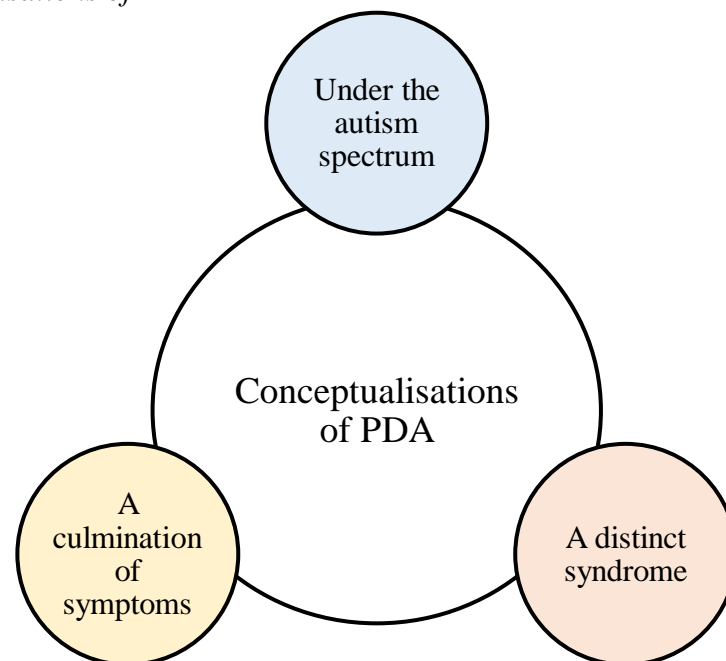 Under the
autism
spectrum
Conceptualisations
of PDA
A
culmination
of
symptoms
A distinct
syndrome